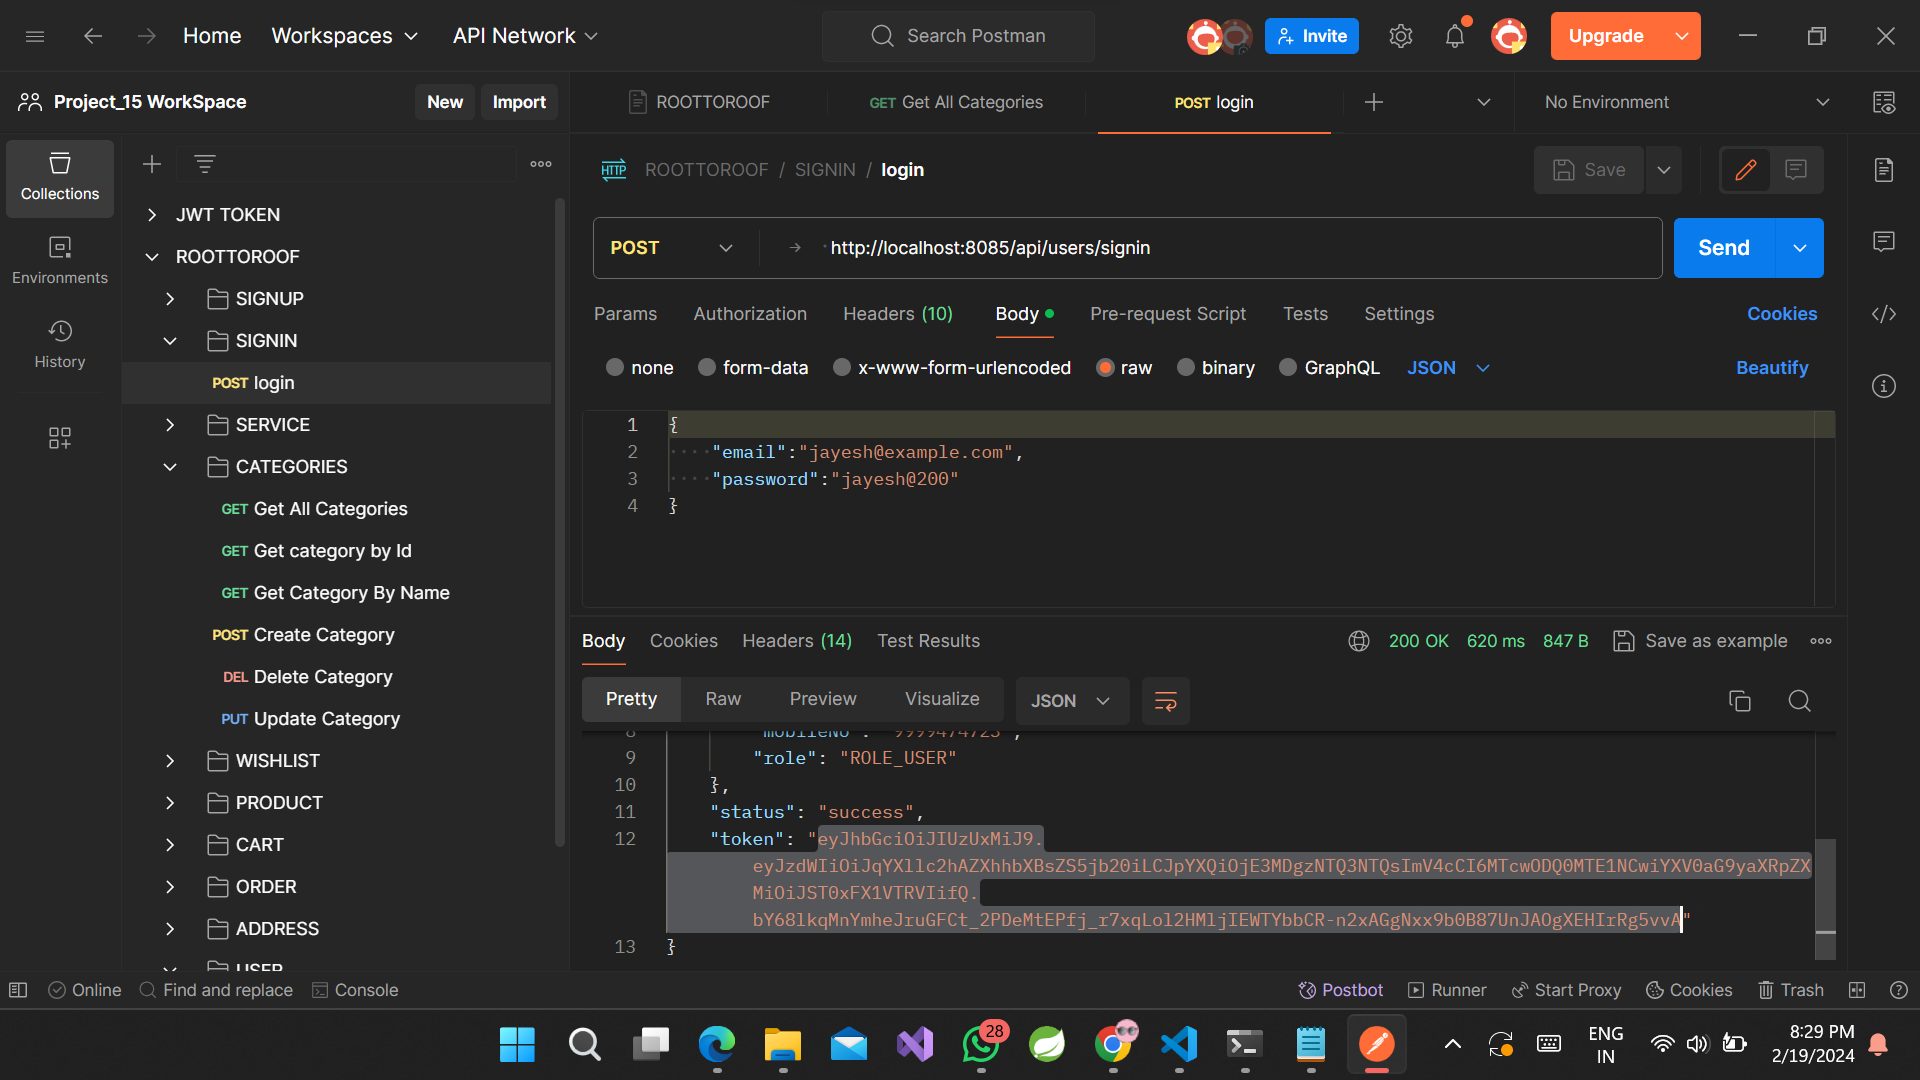 Home
Workspaces
API Network
Search Postman
Invite
Upgrade
Project_15 WorkSpace
New
Import
ROOTTOROOF
GET Get All Categories
POST login
No Environment
Collections
Environments
History
JWT TOKEN
ROOTTOROOF
SIGNUP
SIGNIN
POST login
SERVICE
CATEGORIES
GET Get All Categories
GET Get category by Id
GET Get Category By Name
POST Create Category
DEL Delete Category
PUT Update Category
WISHLIST
PRODUCT
CART
ORDER
ADDRESS
USER
HTTP ROOTTOROOF / SIGNIN / login
Save
POST
http://localhost:8085/api/users/signin
Send
Params Authorization Headers (10) Body Pre-request Script Tests Settings Cookies
none form-data x-www-form-urlencoded raw binary GraphQL JSON Beautify
1 {
2 "email":"jayesh@example.com",
3 "password":"jayesh@200"
4 }
Body Cookies Headers (14) Test Results 200 OK 620 ms 847 B Save as example
Pretty Raw Preview Visualize JSON
8 "mobileNo": "9999474723",
9 "role": "ROLE_USER"
10 },
11 "status": "success",
12 "token": "eyJhbGciOiJIUzUxMiJ9.
eyJzdWIiOiJqYXllc2hAZXhhbXBsZS5jb20iLCJpYXQiOjE3MDgzNTQ3NTQsImV4cCI6MTcwODQ0MTE1NCwiYXV0aG9yaXRpZX
MiOiJST0xFX1VTRVIifQ.
bY68lkqMnYmheJruGFCt_2PDeMtEPfj_r7xqLol2HMljIEWTYbbCR-n2xAGgNxx9b0B87UnJAOgXEHIrRg5vvA"
13 }
Online
Find and replace
Console
Postbot
Runner
Start Proxy
Cookies
Trash
28
ENG
IN
8:29 PM
2/19/2024